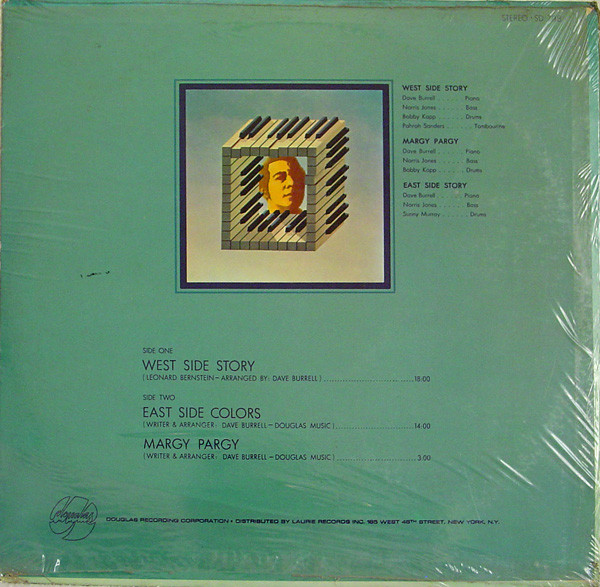 STEREO - SD 798
WEST SIDE STORY
Dave Burrell . . . . . . Piano
Norris Jones . . . . . . Bass
Bobby Kapp . . . . . . Drums
Pahrah Sanders . . . . . . Tambourine
MARGY PARGY
Dave Burrell . . . . . . Piano
Norris Jones . . . . . . Bass
Bobby Kapp . . . . . . Drums
EAST SIDE STORY
Dave Burrell . . . . . . Piano
Norris Jones . . . . . . Bass
Sunny Murray . . . . . . Drums
SIDE ONE
WEST SIDE STORY
(LEONARD BERNSTEIN — ARRANGED BY: DAVE BURRELL) . . . . . . 18:00
SIDE TWO
EAST SIDE COLORS
(WRITER & ARRANGER: DAVE BURRELL — DOUGLAS MUSIC) . . . . . . 14:00
MARGY PARGY
(WRITER & ARRANGER: DAVE BURRELL — DOUGLAS MUSIC) . . . . . . 3:00
DOUGLAS RECORDING CORPORATION • DISTRIBUTED BY LAURIE RECORDS INC. 165 WEST 46TH STREET, NEW YORK, N.Y.